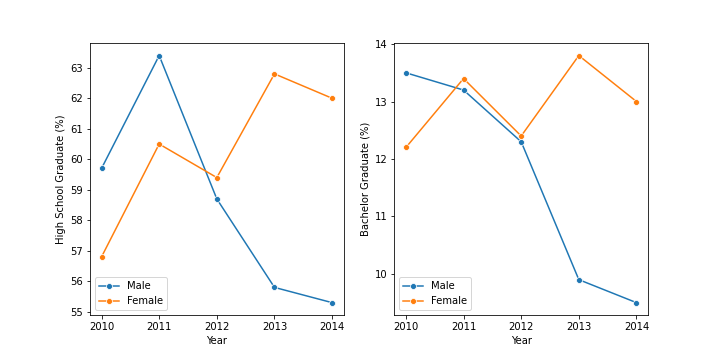 High School Graduate (%)
63
62
61
60
59
58
57
56
55
2010 2011 2012 2013 2014
Year
Male
Female
Bachelor Graduate (%)
14
13
12
11
10
2010 2011 2012 2013 2014
Year
Male
Female